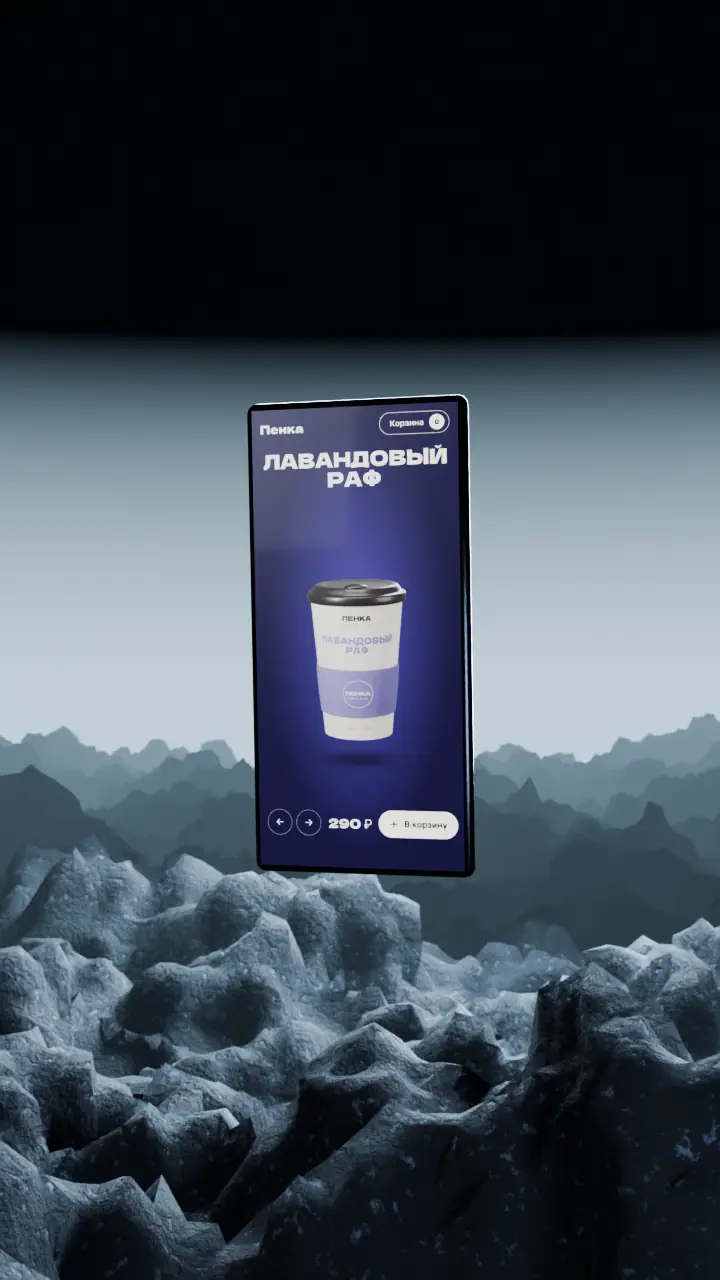 Пенка
Корзина 0
ЛАВАНДОВЫЙ
РАФ
ПЕНКА
ЛАВАНДОВЫЙ
РАФ
ПЕНКА
← → 290 ₽ + В корзину